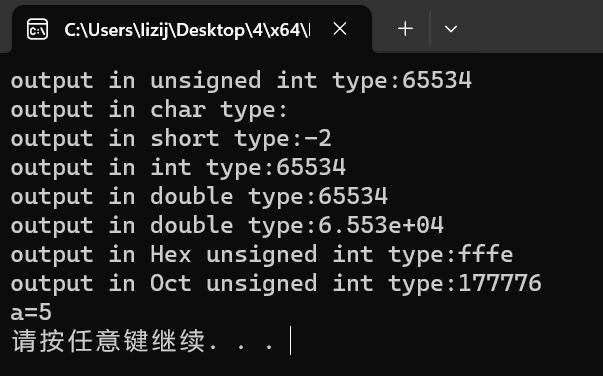 C:\Users\lizij\Desktop\4\x64\
output in unsigned int type:65534
output in char type:
output in short type:-2
output in int type:65534
output in double type:65534
output in double type:6.553e+04
output in Hex unsigned int type:fffe
output in Oct unsigned int type:177776
a=5
请按任意键继续. . .